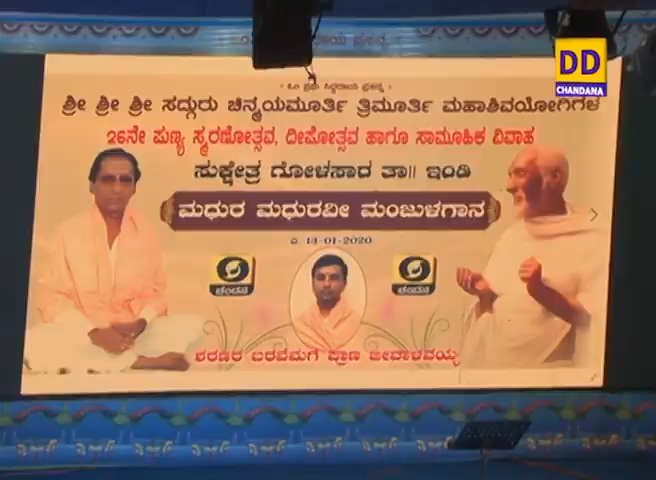 DD
CHANDANA
ಶ್ರೀ ಶ್ರೀ ಶ್ರೀ ಸದ್ಗುರು ಚಿನ್ಮಯಮೂರ್ತಿ ತ್ರಿಮೂರ್ತಿ ಮಹಾಶಿವಯೋಗಿಗಳ
26ನೇ ಪುಣ್ಯ ಸ್ಮರಣೋತ್ಸವ, ದೀಪೋತ್ಸವ ಹಾಗೂ ಸಾಮೂಹಿಕ ವಿವಾಹ
ಸುಕ್ಷೇತ್ರ ಗೋಳಸಾರ ತಾ॥ ಇಂಡಿ
ಮಧುರ ಮಧುರವೀ ಮಂಜುಳಗಾನ
ದಿ. 13-01-2020
ಚಂದನ
ಚಂದನ
ಶರಣರ ಬರವೆಮಗೆ ಪ್ರಾಣ ಜೀವಾಳವಯ್ಯ